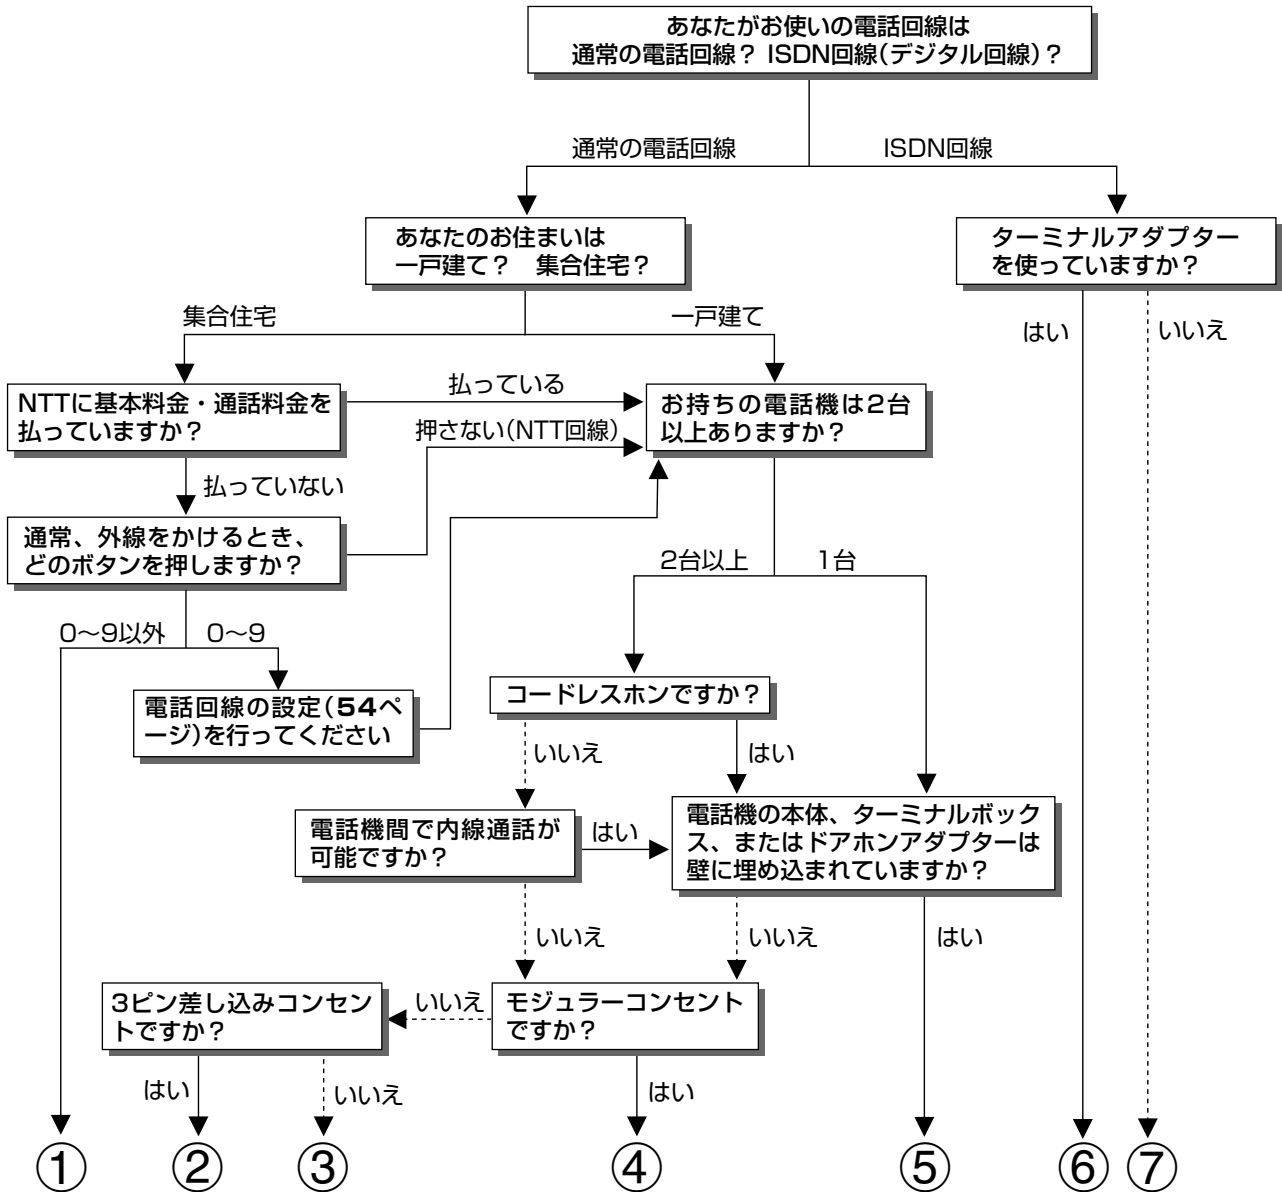 あなたがお使いの電話回線は
通常の電話回線？ ISDN回線(デジタル回線)？
通常の電話回線
ISDN回線
あなたのお住まいは
一戸建て？　集合住宅？
ターミナルアダプター
を使っていますか？
集合住宅
一戸建て
はい
いいえ
NTTに基本料金・通話料金を
払っていますか？
払っている
お持ちの電話機は2台
以上ありますか？
押さない(NTT回線)
払っていない
通常、外線をかけるとき、
どのボタンを押しますか？
2台以上
1台
0〜9以外
0〜9
電話回線の設定(54ペ
ージ)を行ってください
コードレスホンですか？
いいえ
はい
電話機間で内線通話が
可能ですか？
はい
電話機の本体、ターミナルボック
ス、またはドアホンアダプターは
壁に埋め込まれていますか？
いいえ
いいえ
はい
3ピン差し込みコンセン
トですか？
いいえ
モジュラーコンセント
ですか？
はい
いいえ
はい
①
②
③
④
⑤
⑥
⑦